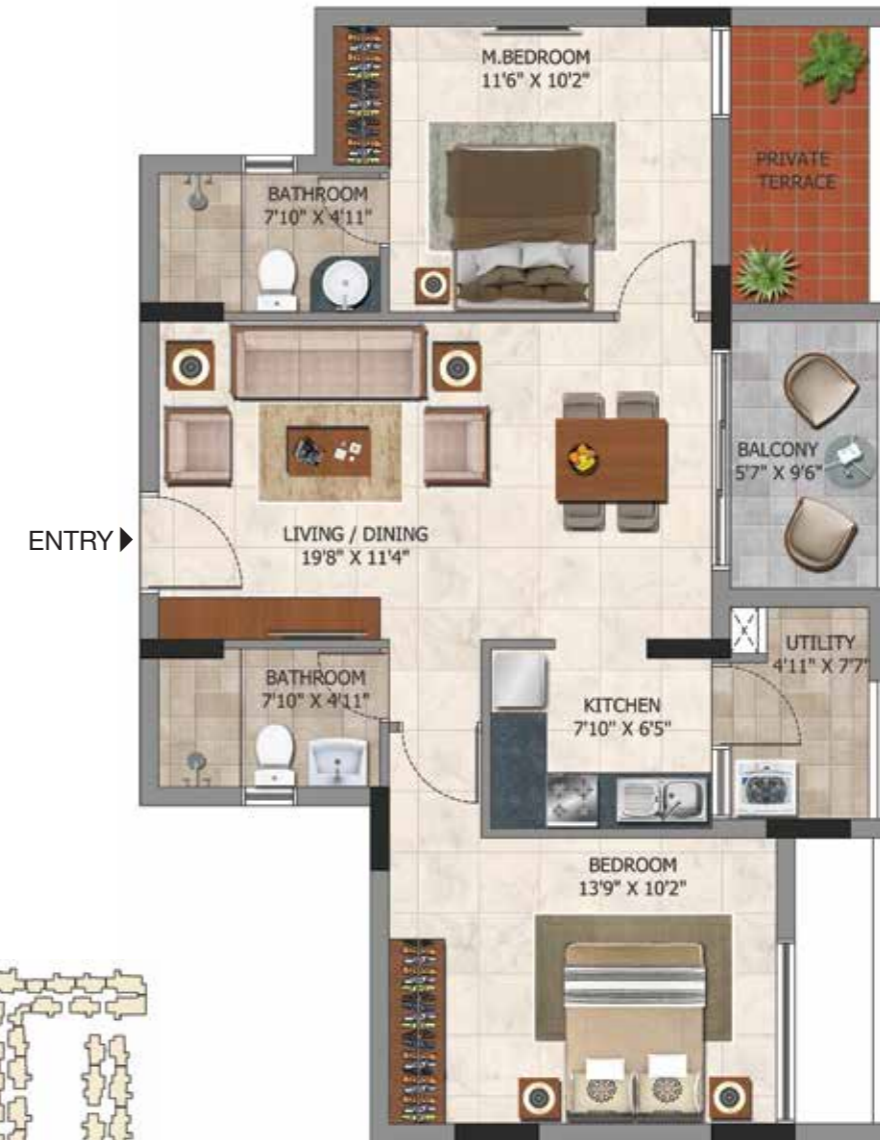 M.BEDROOM
11'6" X 10'2"
PRIVATE
TERRACE
BATHROOM
7'10" X 4'11"
BALCONY
5'7" X 9'6"
ENTRY
LIVING / DINING
19'8" X 11'4"
UTILITY
4'11" X 7'7"
BATHROOM
7'10" X 4'11"
KITCHEN
7'10" X 6'5"
BEDROOM
13'9" X 10'2"